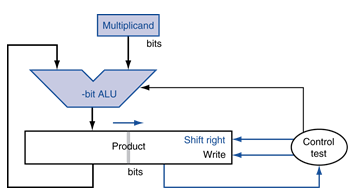 Multiplicand
bits
-bit ALU
Product
Shift right
Write
Control
test
bits